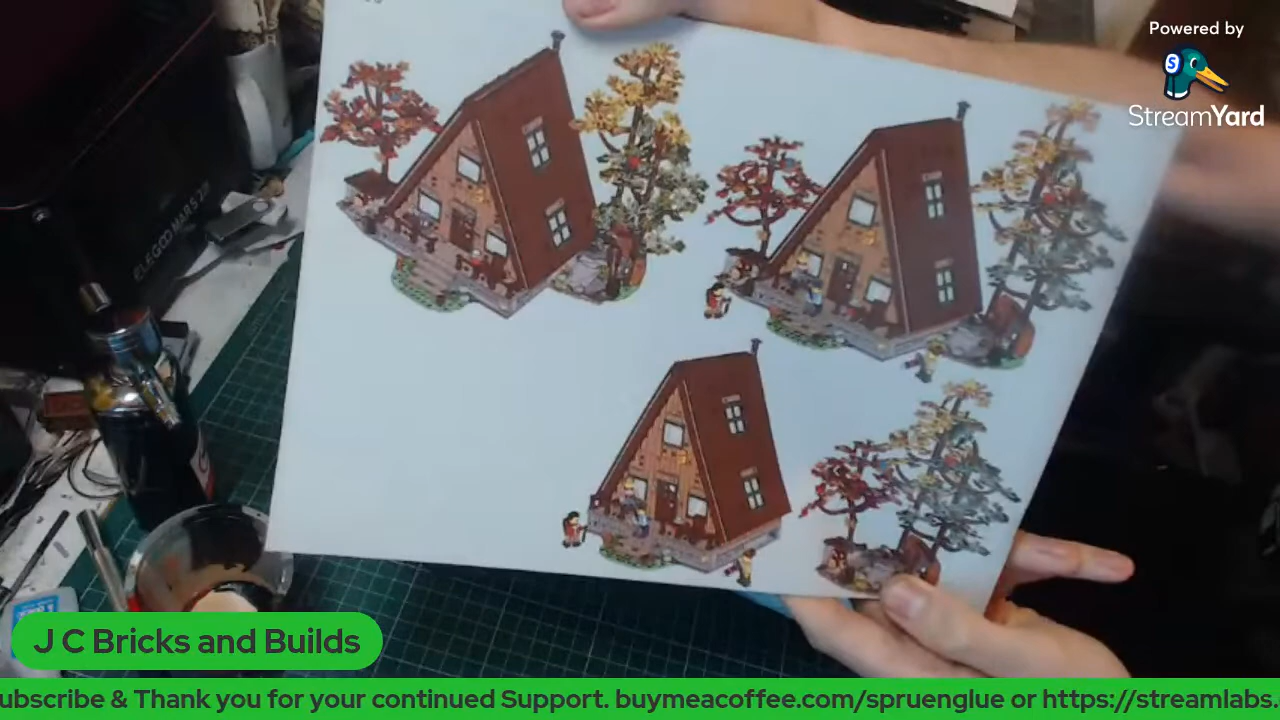 Powered by
StreamYard
ELEGOO MARS 2
J C Bricks and Builds
ubscribe & Thank you for your continued Support. buymeacoffee.com/spruenglue or https://streamlabs.